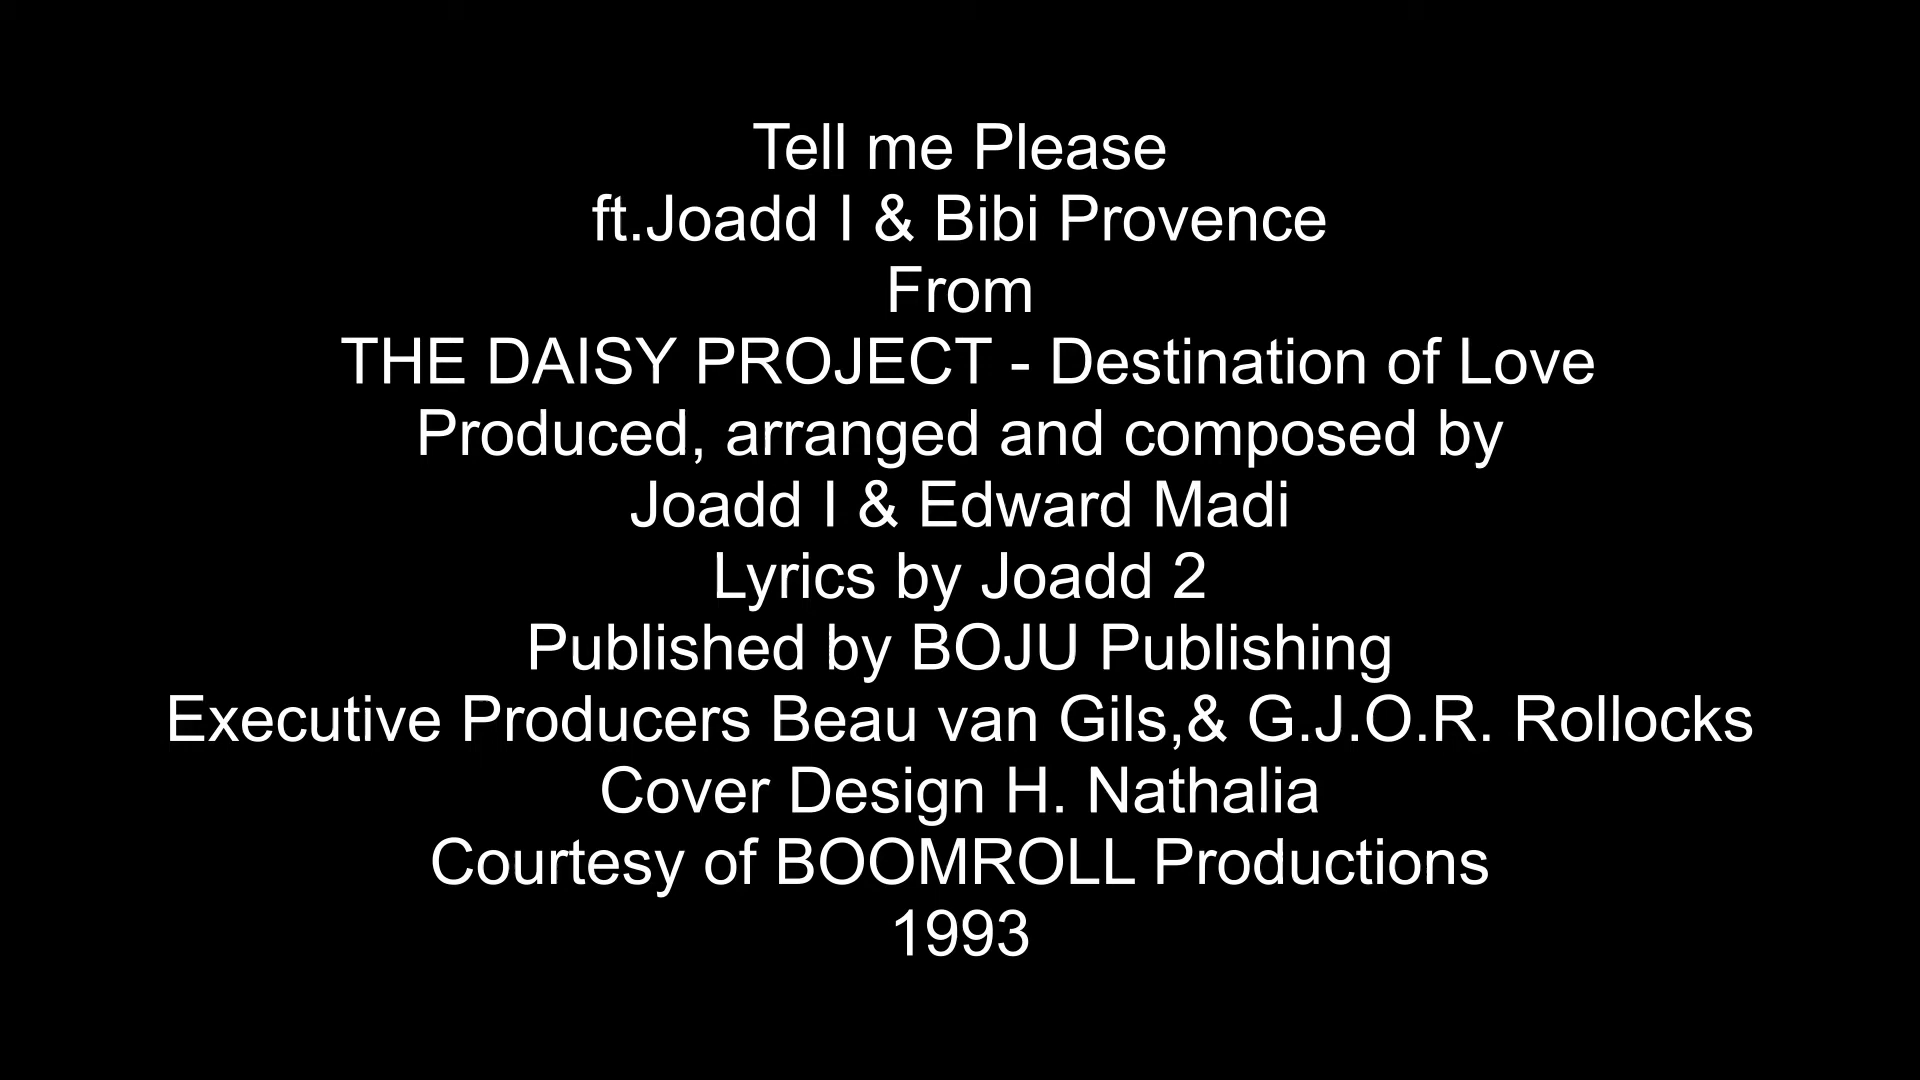 Tell me Please
ft.Joadd I & Bibi Provence
From
THE DAISY PROJECT - Destination of Love
Produced, arranged and composed by
Joadd I & Edward Madi
Lyrics by Joadd 2
Published by BOJU Publishing
Executive Producers Beau van Gils,& G.J.O.R. Rollocks
Cover Design H. Nathalia
Courtesy of BOOMROLL Productions
1993